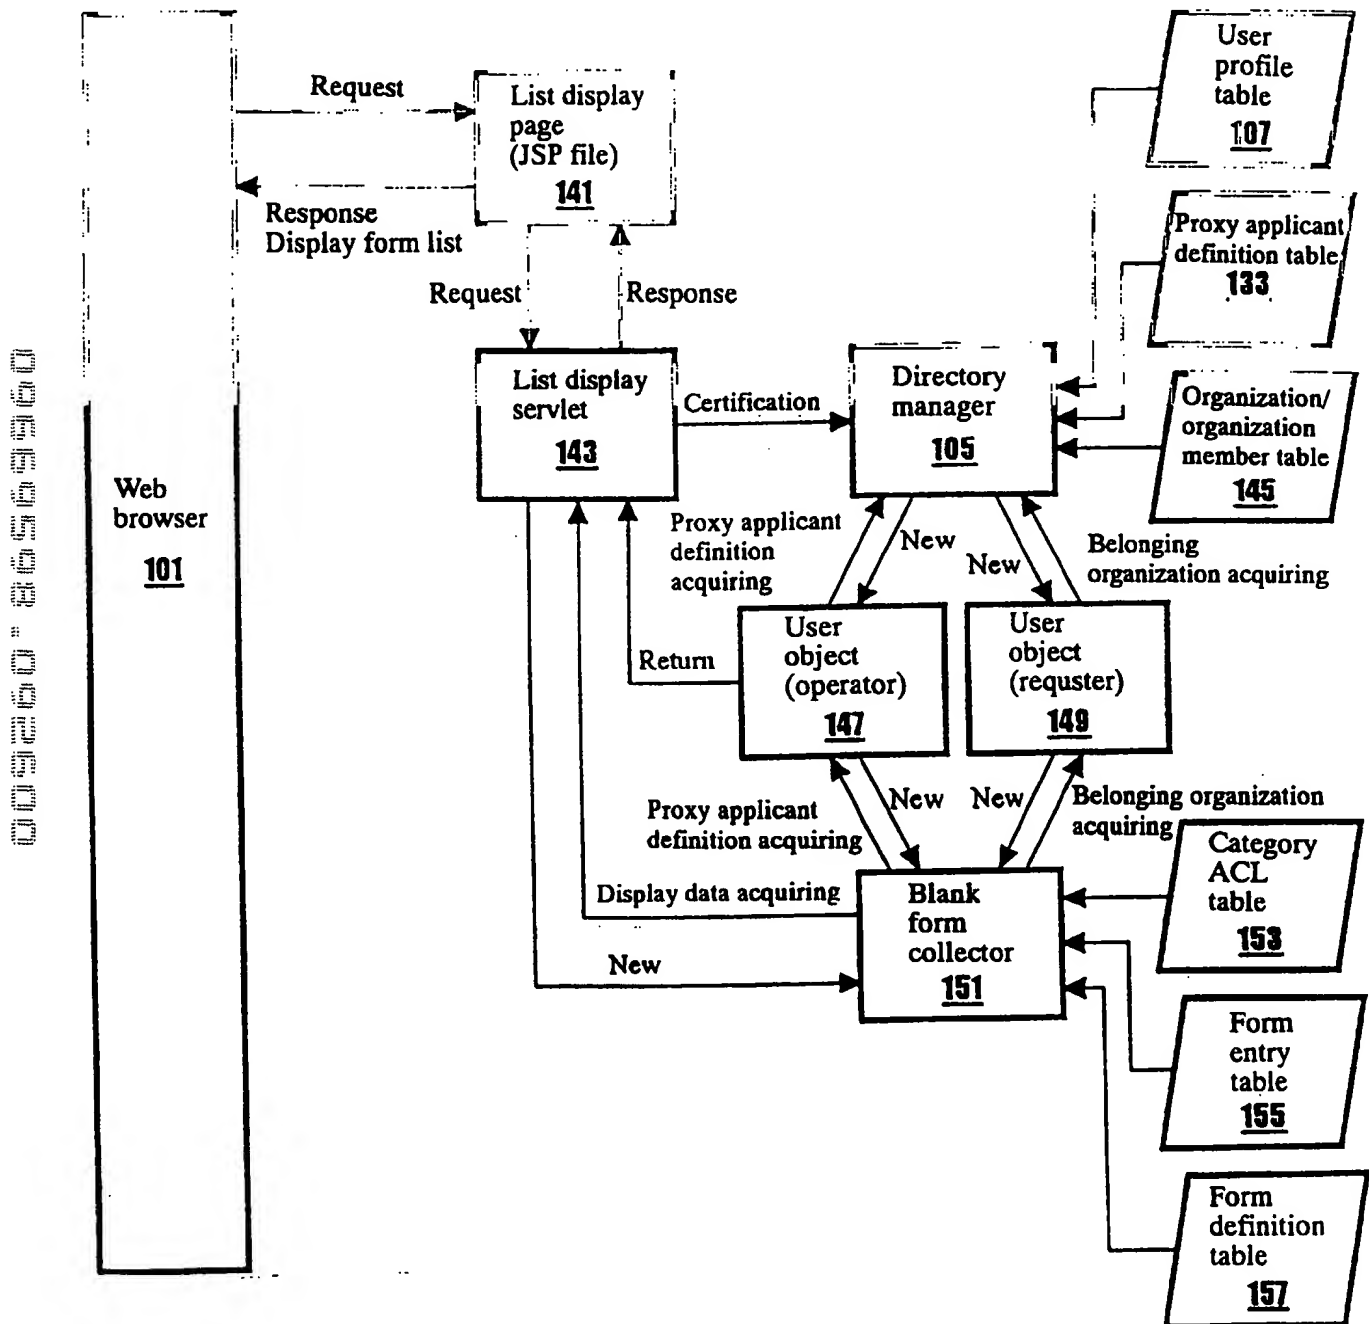 Request
List display
page
(JSP file)
141
User
profile
table
107
Response
Display form list
Proxy applicant
definition table
133
Request
Response
List display
servlet
143
Certification
Directory
manager
105
Organization/
organization
member table
145
Web
browser
101
Proxy applicant
definition
acquiring
New
New
Belonging
organization acquiring
Return
User
object
(operator)
147
User
object
(requster)
149
Proxy applicant
definition acquiring
New
New
Belonging organization
acquiring
Display data acquiring
New
Blank
form
collector
151
Category
ACL
table
153
Form
entry
table
155
Form
definition
table
157
09669598.092600